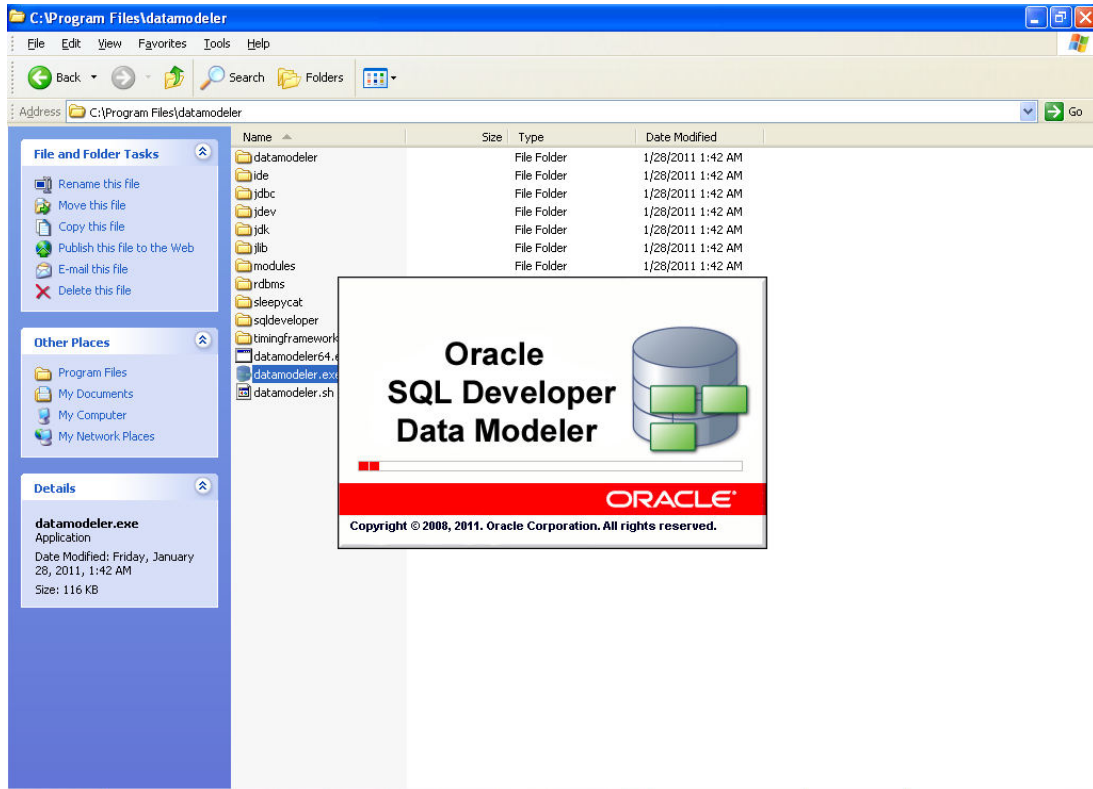 C:\Program Files\datamodeler
File Edit View Favorites Tools Help
Back Search Folders
Address C:\Program Files\datamodeler Go
Name Size Type Date Modified
File and Folder Tasks
Rename this file
Move this file
Copy this file
Publish this file to the Web
E-mail this file
Delete this file
Other Places
Program Files
My Documents
My Computer
My Network Places
Details
datamodeler.exe
Application
Date Modified: Friday, January
28, 2011, 1:42 AM
Size: 116 KB
datamodeler File Folder 1/28/2011 1:42 AM
ide File Folder 1/28/2011 1:42 AM
jdbc File Folder 1/28/2011 1:42 AM
jdev File Folder 1/28/2011 1:42 AM
jdk File Folder 1/28/2011 1:42 AM
jlib File Folder 1/28/2011 1:42 AM
modules File Folder 1/28/2011 1:42 AM
rdbms
sleepycat
sqldeveloper
timingframework
datamodeler64.e
datamodeler.exe
datamodeler.sh
Oracle
SQL Developer
Data Modeler
ORACLE
Copyright © 2008, 2011. Oracle Corporation. All rights reserved.